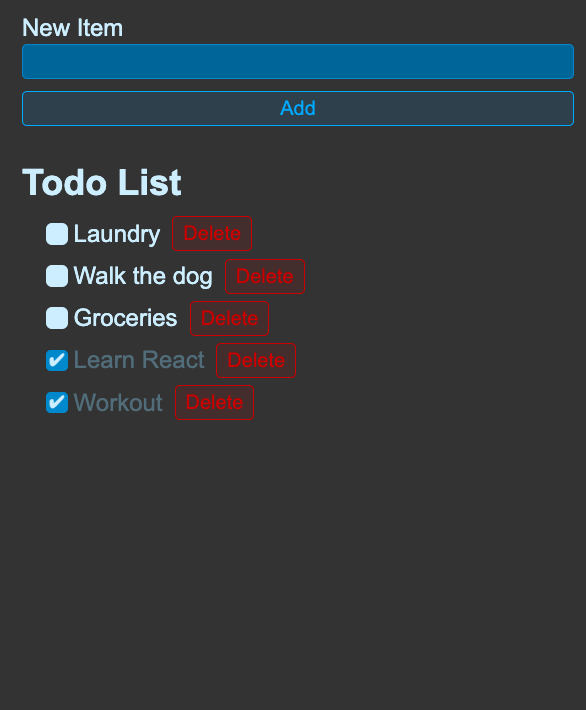 New Item
Add
Todo List
Laundry Delete
Walk the dog Delete
Groceries Delete
Learn React Delete
Workout Delete